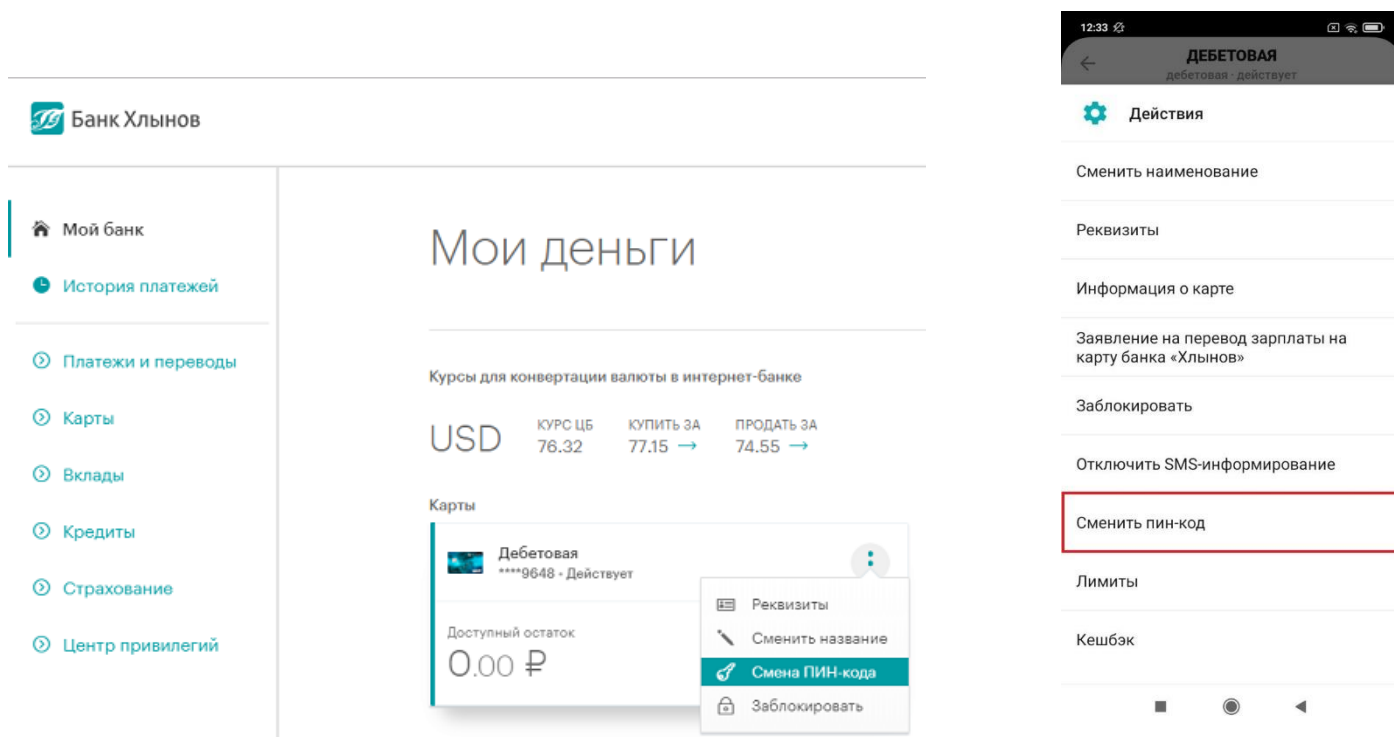 Банк Хлынов
Мой банк
История платежей
Платежи и переводы
Карты
Вклады
Кредиты
Страхование
Центр привилегий
Мои деньги
Курсы для конвертации валюты в интернет-банке
USD
КУРС ЦБ
76.32
КУПИТЬ ЗА
77.15 →
ПРОДАТЬ ЗА
74.55 →
Карты
Дебетовая
****9648 - Действует
Доступный остаток
0.00 ₽
Реквизиты
Сменить название
Смена ПИН-кода
Заблокировать
12:33
ДЕБЕТОВАЯ
дебетовая - действует
Действия
Сменить наименование
Реквизиты
Информация о карте
Заявление на перевод зарплаты на
карту банка «Хлынов»
Заблокировать
Отключить SMS-информирование
Сменить пин-код
Лимиты
Кешбэк